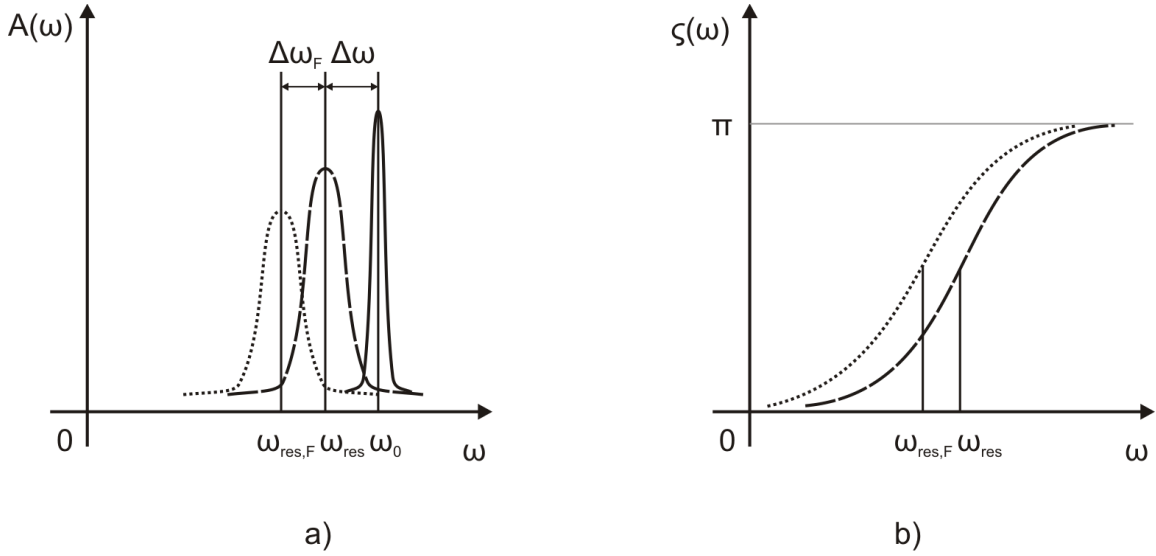 A(ω)
Δω_F Δω
0
ω_res,F ω_res ω_0
ω
a)
ς(ω)
π
0
ω_res,F ω_res
ω
b)